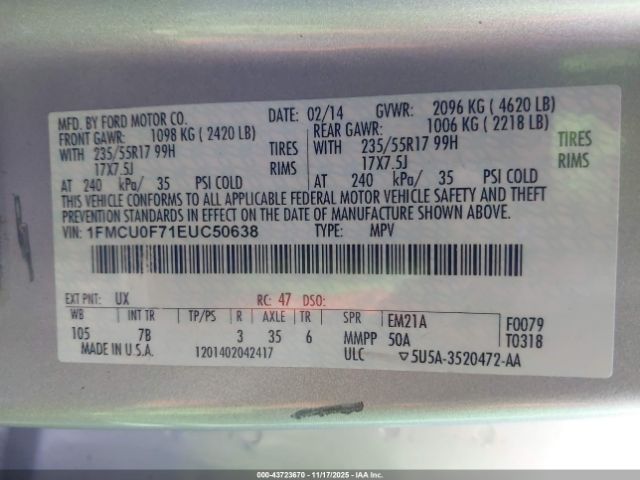 MFD. BY FORD MOTOR CO.
DATE: 02/14 GVWR: 2096 KG ( 4620 LB)
FRONT GAWR: 1098 KG ( 2420 LB)
REAR GAWR: 1006 KG ( 2218 LB)
WITH 235/55R17 99H TIRES
17X7.5J RIMS
WITH 235/55R17 99H TIRES
17X7.5J RIMS
AT 240 kPa/ 35 PSI COLD
AT 240 kPa/ 35 PSI COLD
THIS VEHICLE CONFORMS TO ALL APPLICABLE FEDERAL MOTOR VEHICLE SAFETY AND THEFT
PREVENTION STANDARDS IN EFFECT ON THE DATE OF MANUFACTURE SHOWN ABOVE.
VIN: 1FMCU0F71EUC50638 TYPE: MPV
EXT PNT: UX RC: 47 DSO:
WB INT TR TP/PS R AXLE TR SPR EM21A F0079
105 7B 3 35 6 MMPP 50A T0318
MADE IN U.S.A. 1201402042417 ULC 5U5A-3520472-AA
000-43723670 - 11/17/2025 - IAA Inc.